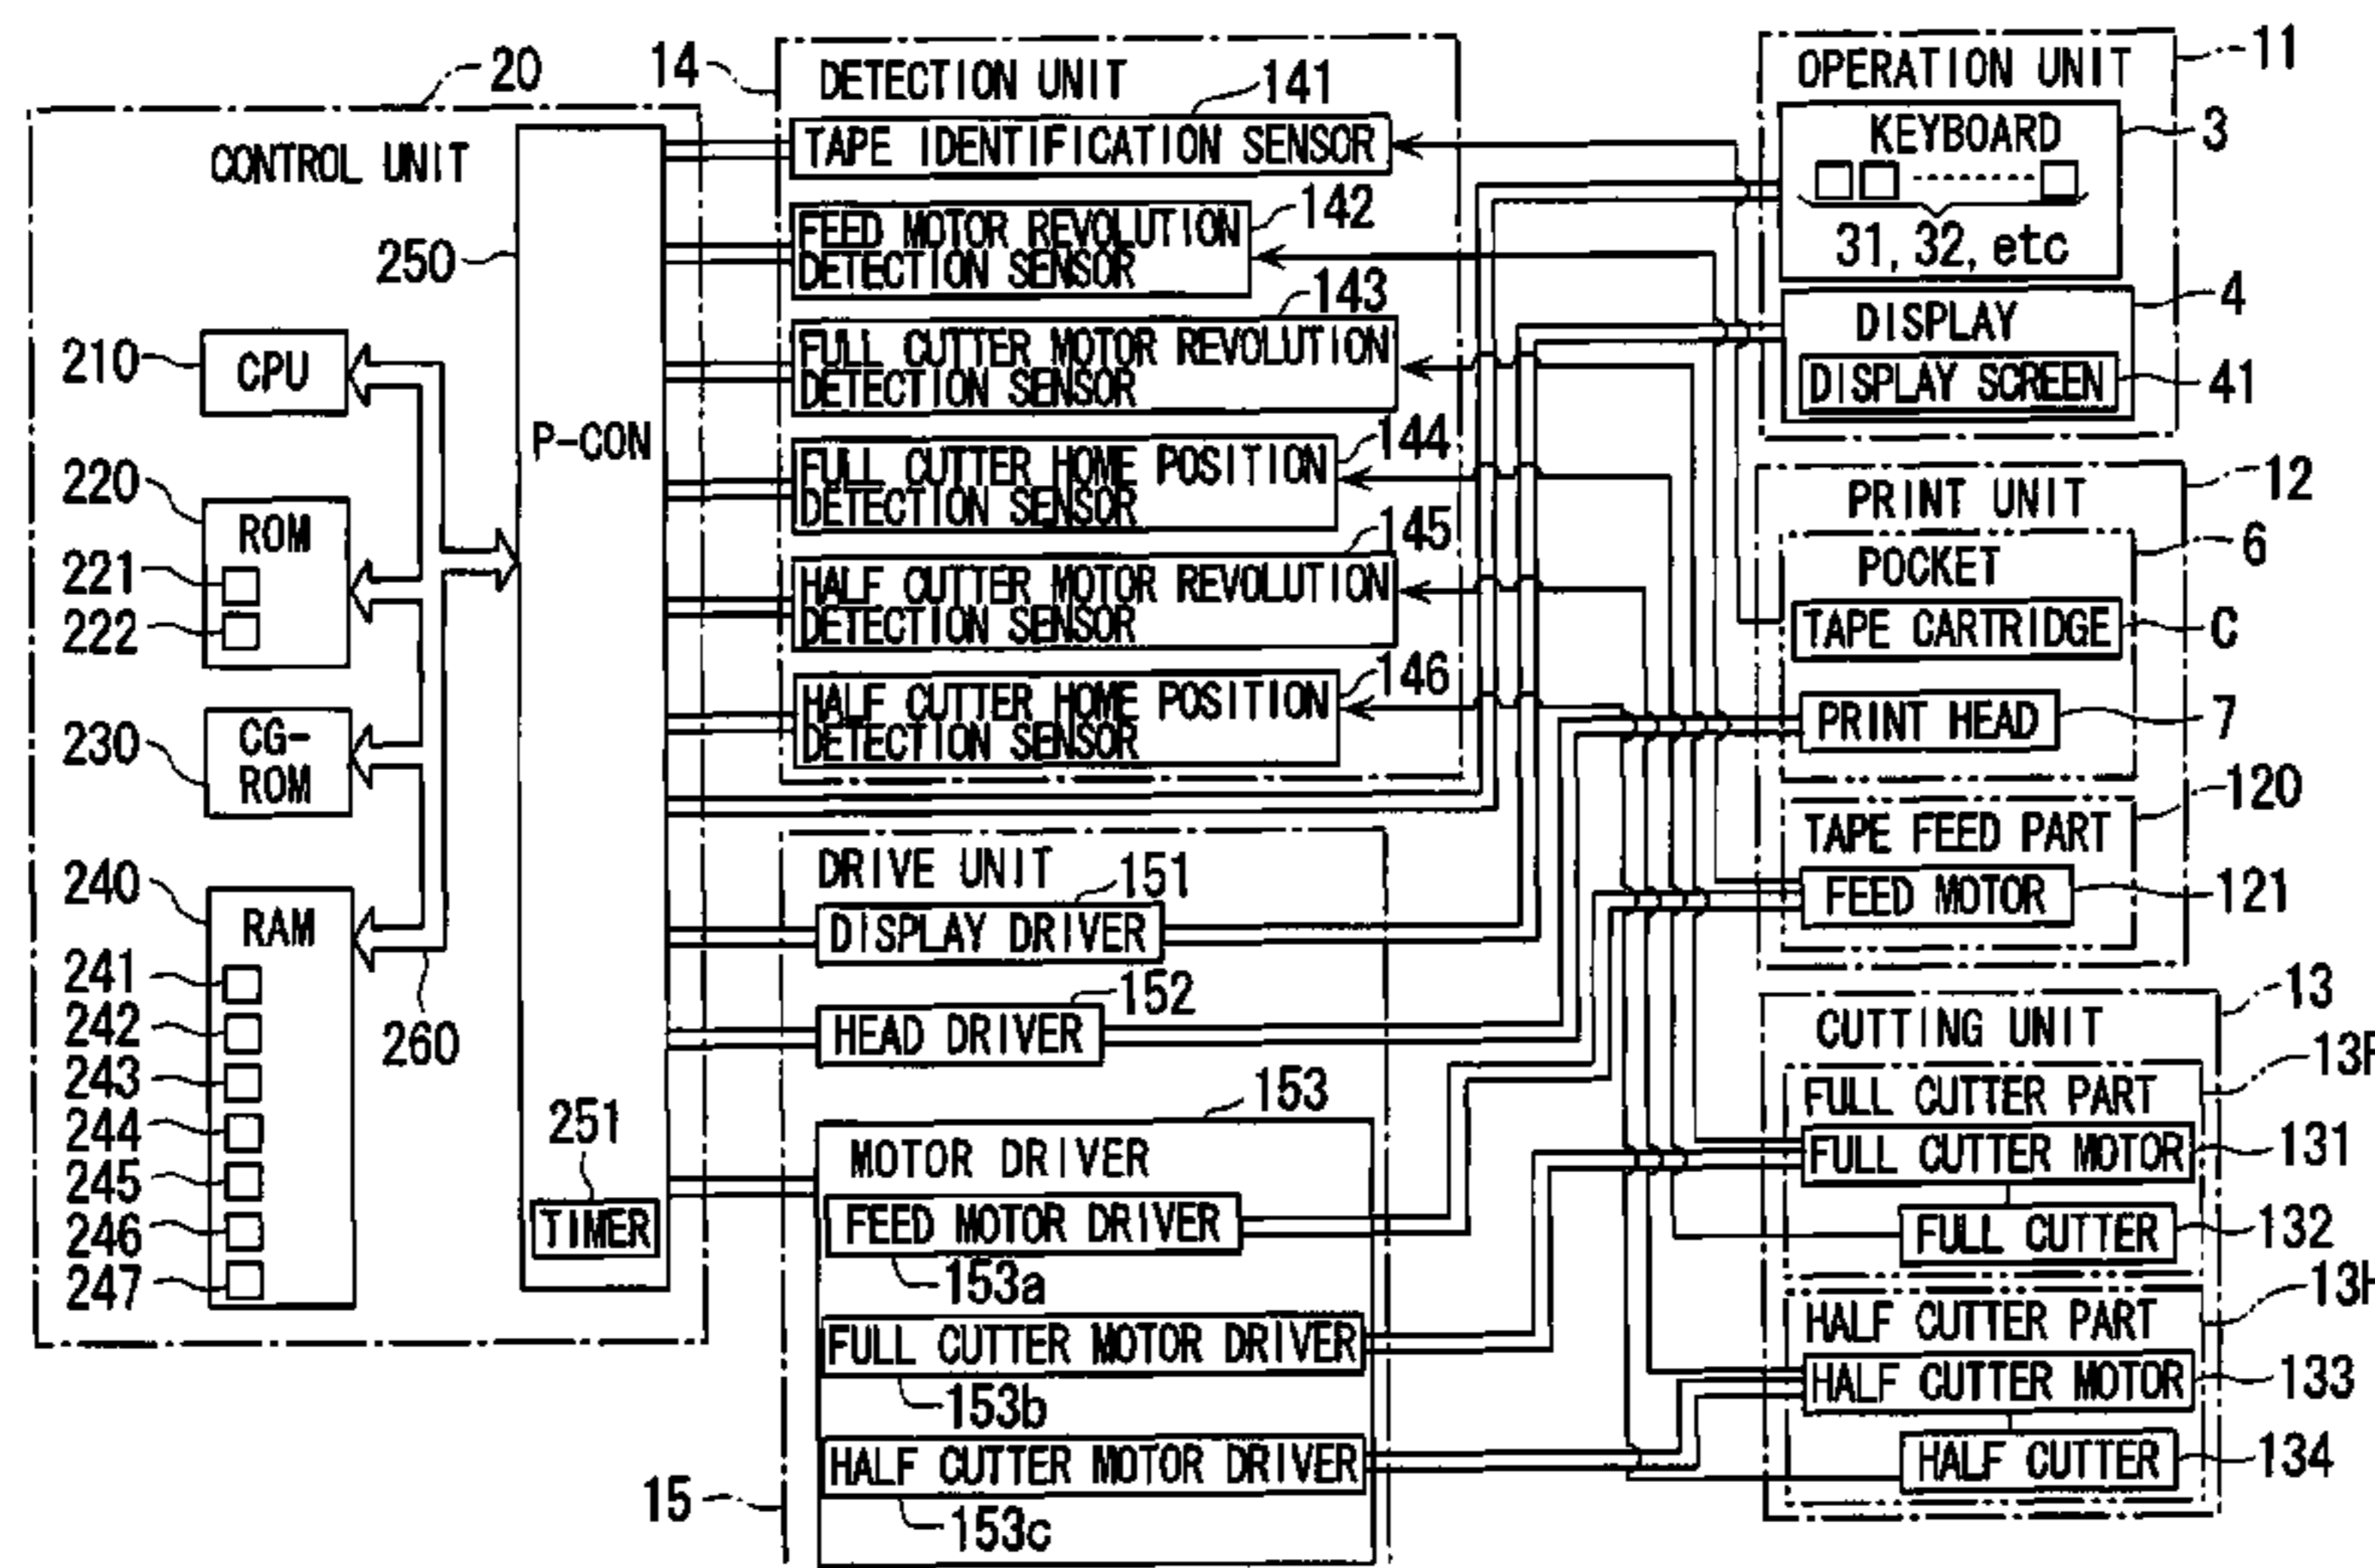 20
CONTROL UNIT
250
P-CON
210
CPU
220
ROM
221
222
230
CG-
ROM
240
RAM
241
242
243
244
245
246
247
260
251
TIMER
14
DETECTION UNIT
141
TAPE IDENTIFICATION SENSOR
142
FEED MOTOR REVOLUTION
DETECTION SENSOR
143
FULL CUTTER MOTOR REVOLUTION
DETECTION SENSOR
144
FULL CUTTER HOME POSITION
DETECTION SENSOR
145
HALF CUTTER MOTOR REVOLUTION
DETECTION SENSOR
146
HALF CUTTER HOME POSITION
DETECTION SENSOR
DRIVE UNIT
151
DISPLAY DRIVER
152
HEAD DRIVER
153
MOTOR DRIVER
FEED MOTOR DRIVER
153a
FULL CUTTER MOTOR DRIVER
153b
HALF CUTTER MOTOR DRIVER
153c
15
OPERATION UNIT
11
KEYBOARD
3
31, 32, etc
4
DISPLAY
DISPLAY SCREEN
41
12
PRINT UNIT
6
POCKET
TAPE CARTRIDGE
C
PRINT HEAD
7
120
TAPE FEED PART
FEED MOTOR
121
13
CUTTING UNIT
13F
FULL CUTTER PART
FULL CUTTER MOTOR
131
FULL CUTTER
132
13H
HALF CUTTER PART
HALF CUTTER MOTOR
133
HALF CUTTER
134